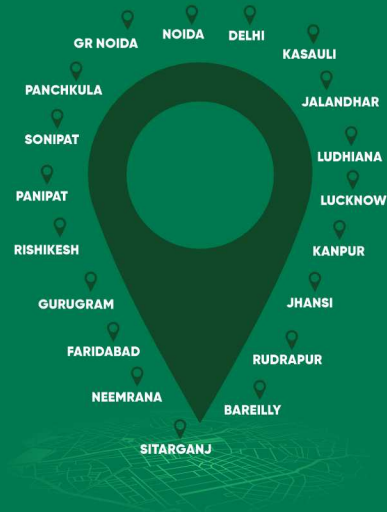 NOIDA
DELHI
GR NOIDA
KASAULI
PANCHKULA
JALANDHAR
SONIPAT
LUDHIANA
PANIPAT
LUCKNOW
RISHIKESH
KANPUR
GURUGRAM
JHANSI
FARIDABAD
RUDRAPUR
NEEMRANA
BAREILLY
SITARGANJ